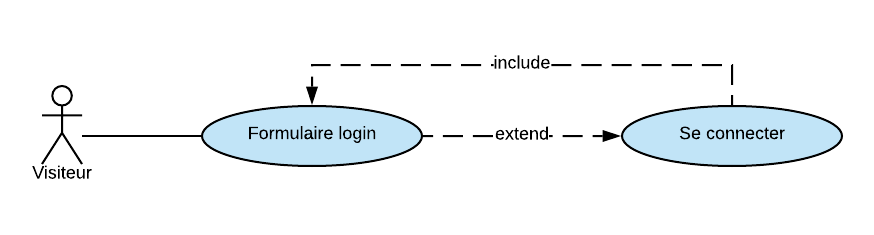 include
Formulaire login
extend
Se connecter
Visiteur